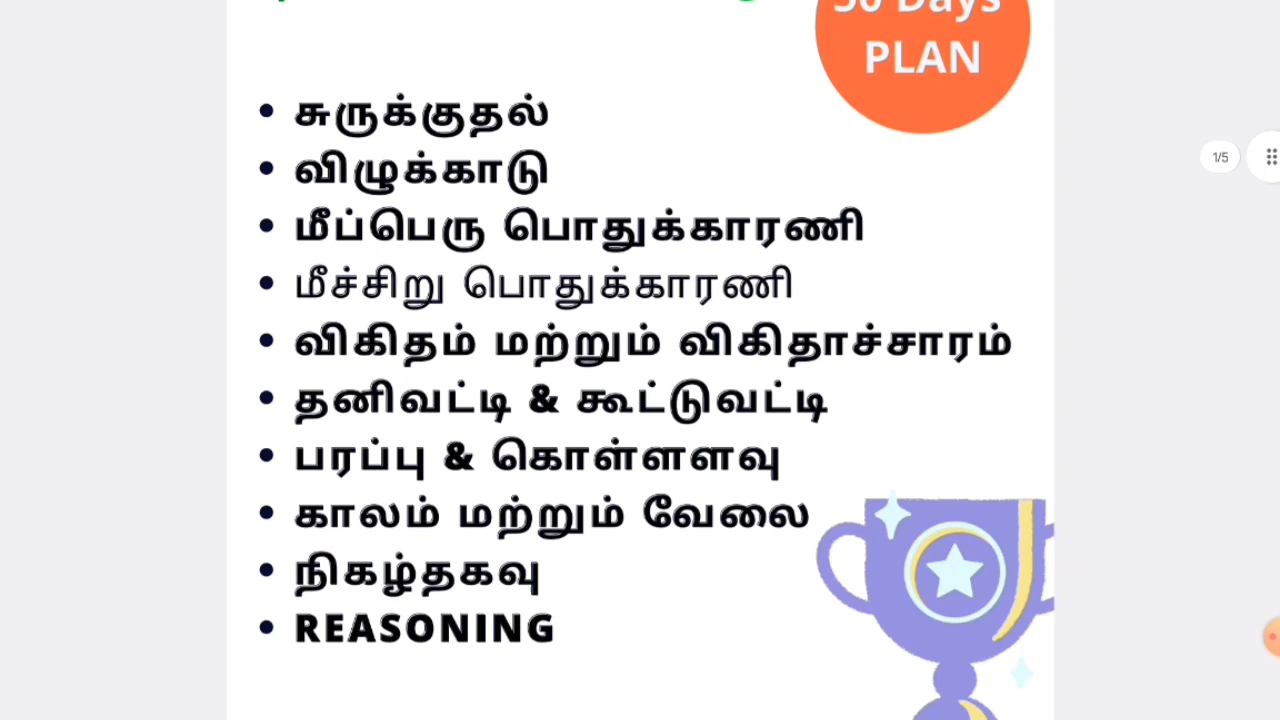 Days
PLAN
• சுருக்குதல்
• விழுக்காடு
• மீப்பெரு பொதுக்காரணி
• மீச்சிறு பொதுக்காரணி
• விகிதம் மற்றும் விகிதாச்சாரம்
• தனிவட்டி & கூட்டுவட்டி
• பரப்பு & கொள்ளளவு
• காலம் மற்றும் வேலை
• நிகழ்தகவு
• REASONING
1/5